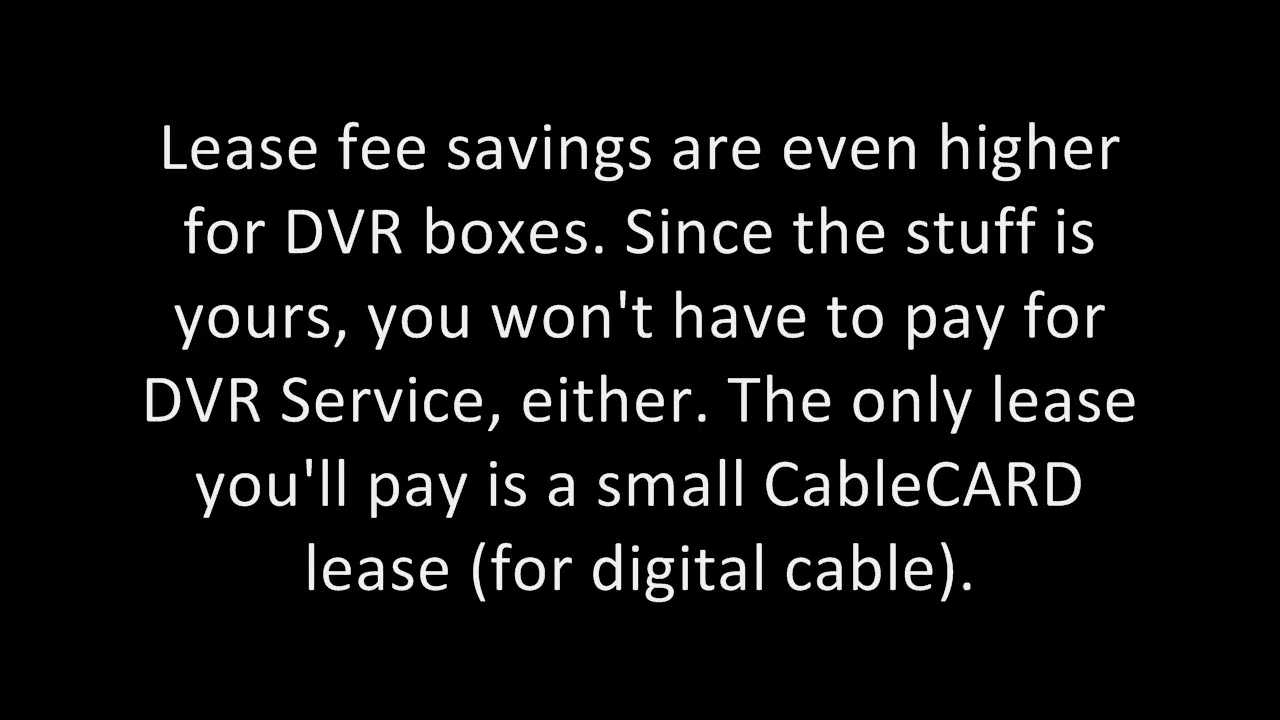 Lease fee savings are even higher
for DVR boxes. Since the stuff is
yours, you won't have to pay for
DVR Service, either. The only lease
you'll pay is a small CableCARD
lease (for digital cable).